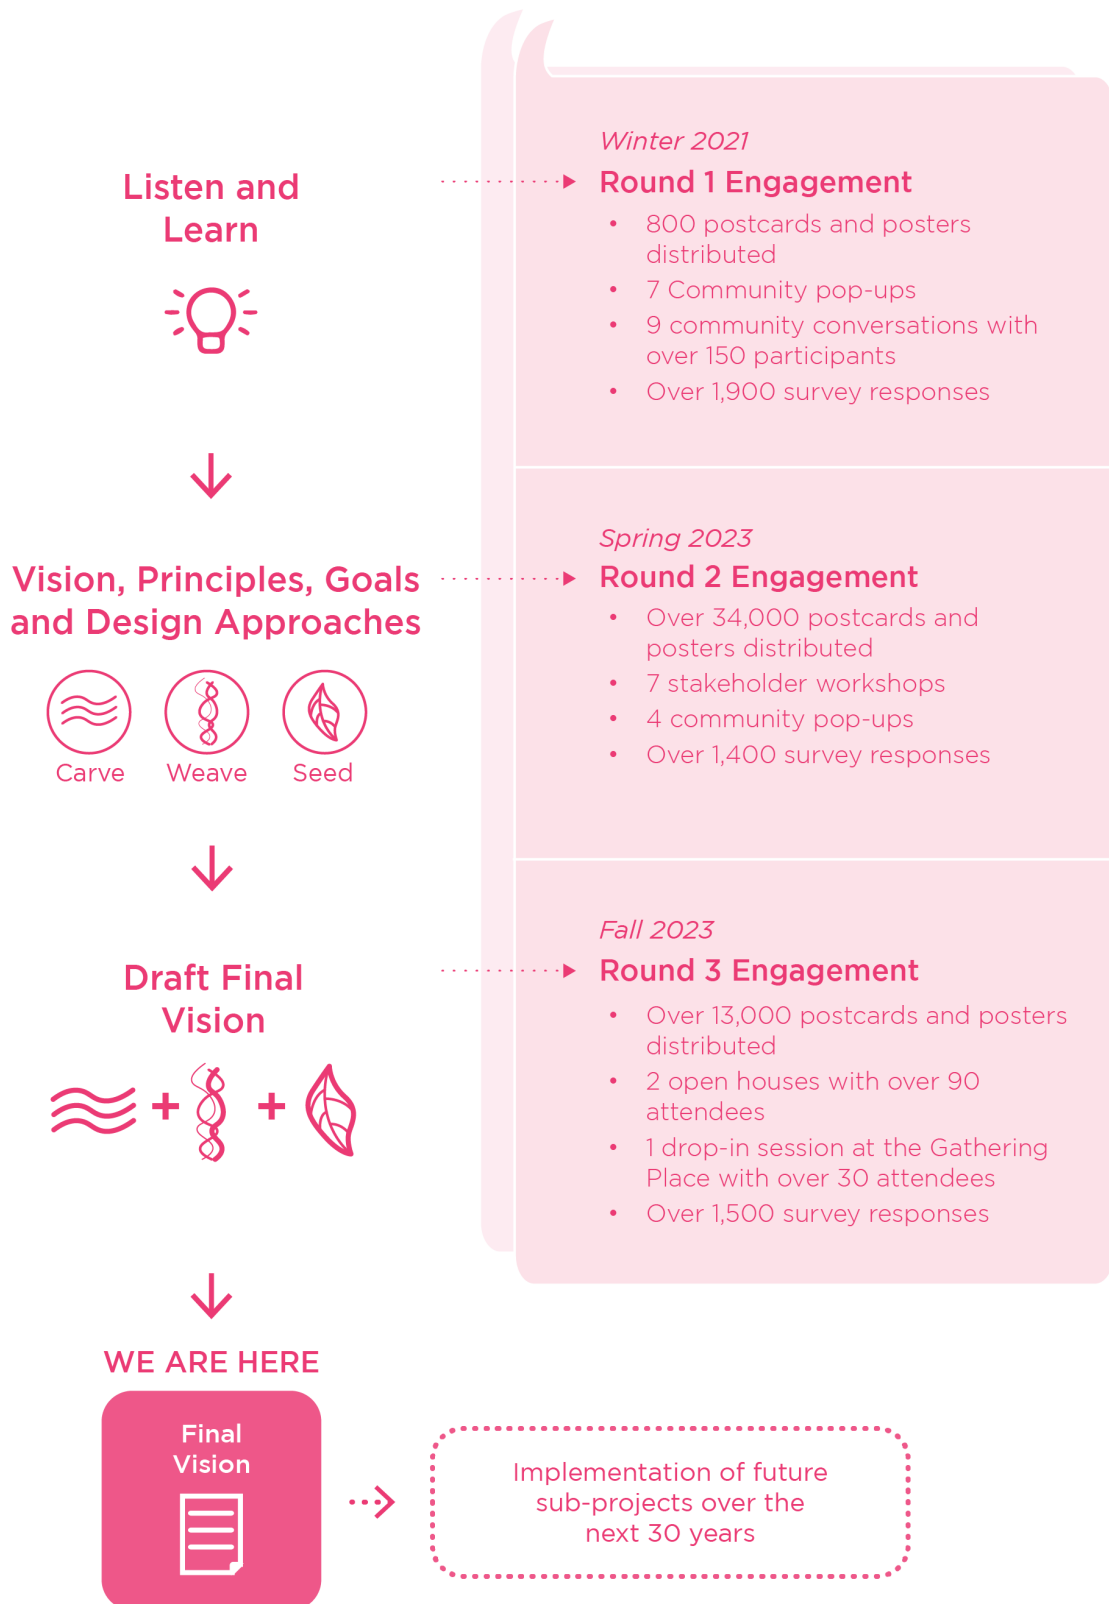 Listen and
Learn
Winter 2021
Round 1 Engagement
• 800 postcards and posters
distributed
• 7 Community pop-ups
• 9 community conversations with
over 150 participants
• Over 1,900 survey responses
Vision, Principles, Goals
and Design Approaches
Carve
Weave
Seed
Spring 2023
Round 2 Engagement
• Over 34,000 postcards and
posters distributed
• 7 stakeholder workshops
• 4 community pop-ups
• Over 1,400 survey responses
Draft Final
Vision
+
+
Fall 2023
Round 3 Engagement
• Over 13,000 postcards and posters
distributed
• 2 open houses with over 90
attendees
• 1 drop-in session at the Gathering
Place with over 30 attendees
• Over 1,500 survey responses
WE ARE HERE
Final
Vision
Implementation of future
sub-projects over the
next 30 years